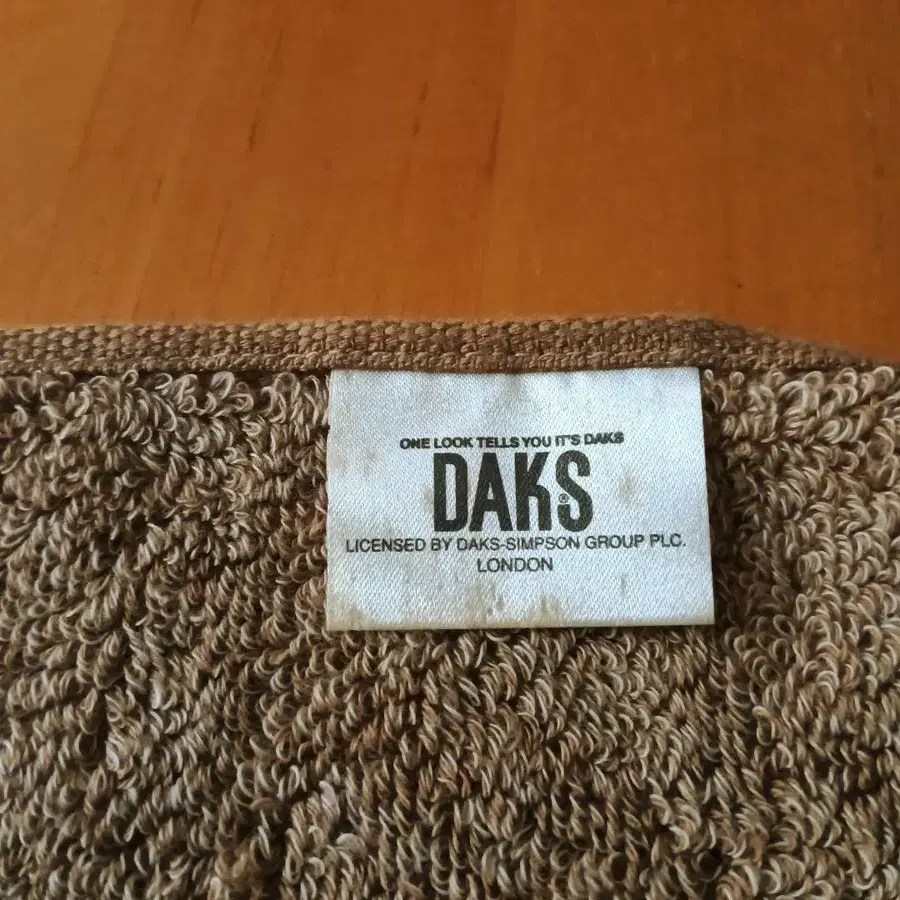 ONE LOOK TELLS YOU IT'S DAKS
DAKS®
LICENSED BY DAKS-SIMPSON GROUP PLC.
LONDON